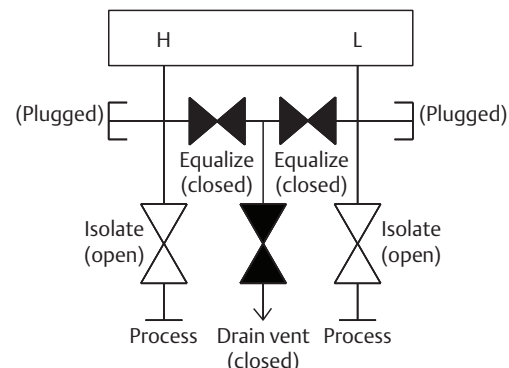 H L
(Plugged) (Plugged)
Equalize Equalize
(closed) (closed)
Isolate Isolate
(open) (open)
Process Drain vent Process
(closed)